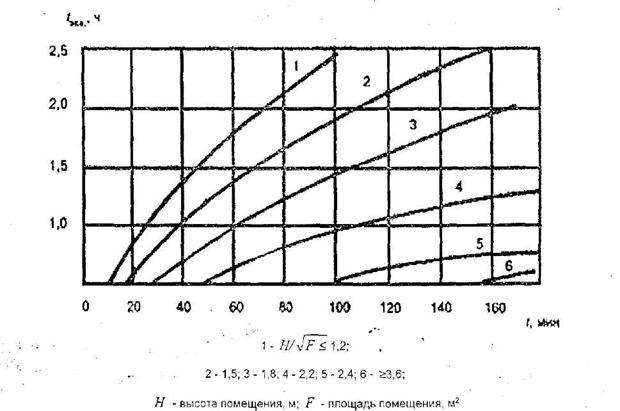 tэкв., ч
2,5
2,0
1,5
1,0
1
2
3
4
5
6
0 20 40 60 80 100 120 140 160
t, мин
1 - H/√F ≤ 1,2;
2 - 1,5; 3 - 1,8; 4 - 2,2; 5 - 2,4; 6 - ≥3,6;
H - высота помещения, м; F - площадь помещения, м²